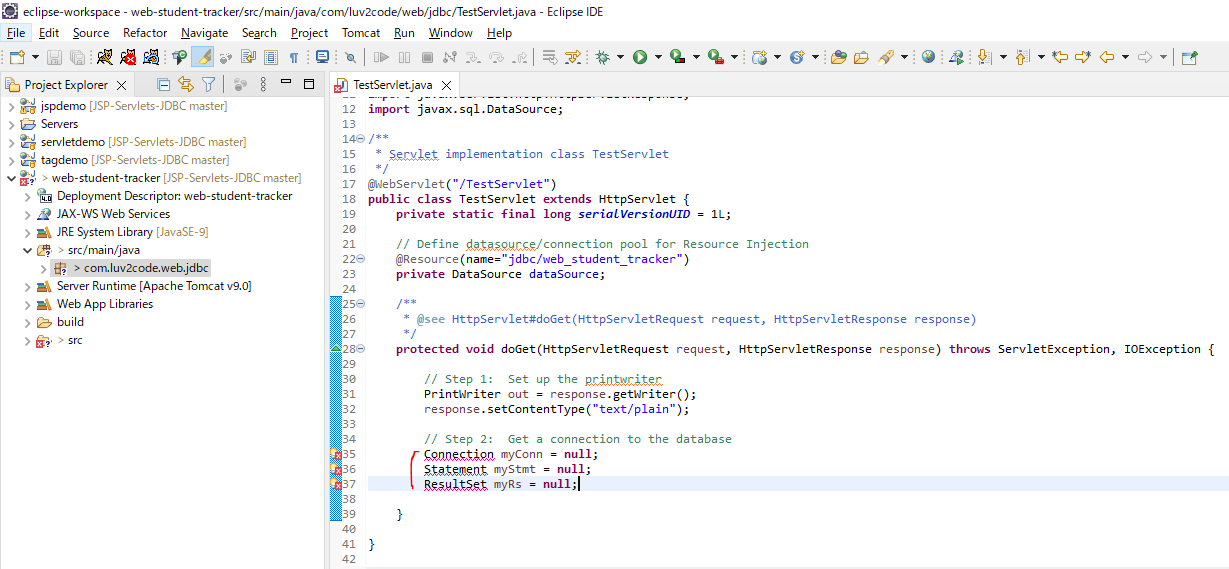 eclipse-workspace - web-student-tracker/src/main/java/com/luv2code/web/jdbc/TestServlet.java - Eclipse IDE
File Edit Source Refactor Navigate Search Project Tomcat Run Window Help
Project Explorer
jspdemo [JSP-Servlets-JDBC master]
Servers
servletdemo [JSP-Servlets-JDBC master]
tagdemo [JSP-Servlets-JDBC master]
> web-student-tracker [JSP-Servlets-JDBC master]
Deployment Descriptor: web-student-tracker
JAX-WS Web Services
JRE System Library [JavaSE-9]
> src/main/java
> com.luv2code.web.jdbc
Server Runtime [Apache Tomcat v9.0]
Web App Libraries
build
> src
TestServlet.java
12 import javax.sql.DataSource;
13
14 /**
15 * Servlet implementation class TestServlet
16 */
17 @WebServlet("/TestServlet")
18 public class TestServlet extends HttpServlet {
19 private static final long serialVersionUID = 1L;
20
21 // Define datasource/connection pool for Resource Injection
22 @Resource(name="jdbc/web_student_tracker")
23 private DataSource dataSource;
24
25 /**
26 * @see HttpServlet#doGet(HttpServletRequest request, HttpServletResponse response)
27 */
28 protected void doGet(HttpServletRequest request, HttpServletResponse response) throws ServletException, IOException {
29
30 // Step 1:  Set up the printwriter
31 PrintWriter out = response.getWriter();
32 response.setContentType("text/plain");
33
34 // Step 2:  Get a connection to the database
35 Connection myConn = null;
36 Statement myStmt = null;
37 ResultSet myRs = null;
38
39 }
40
41 }
42